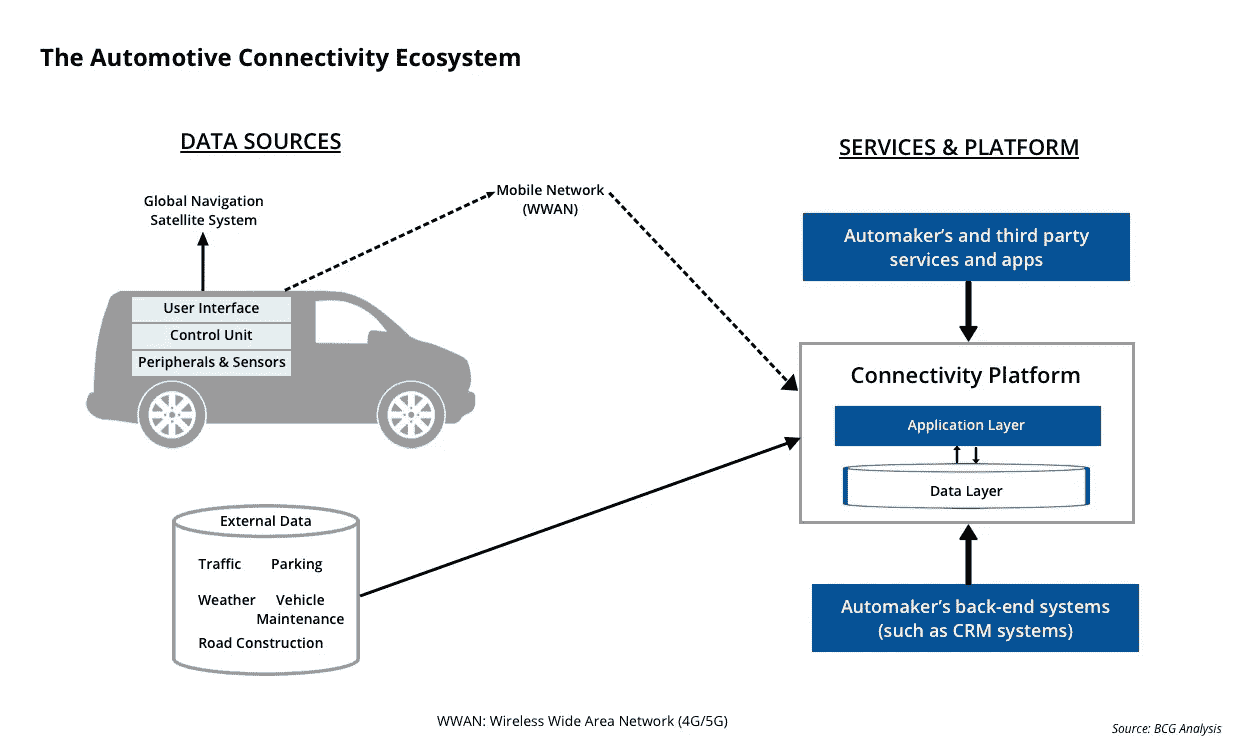 The Automotive Connectivity Ecosystem
DATA SOURCES
SERVICES & PLATFORM
Global Navigation
Satellite System
Mobile Network
(WWAN)
Automaker’s and third party
services and apps
User Interface
Control Unit
Peripherals & Sensors
Connectivity Platform
Application Layer
Data Layer
External Data
Traffic Parking
Weather Vehicle
Maintenance
Road Construction
Automaker’s back-end systems
(such as CRM systems)
WWAN: Wireless Wide Area Network (4G/5G)
Source: BCG Analysis